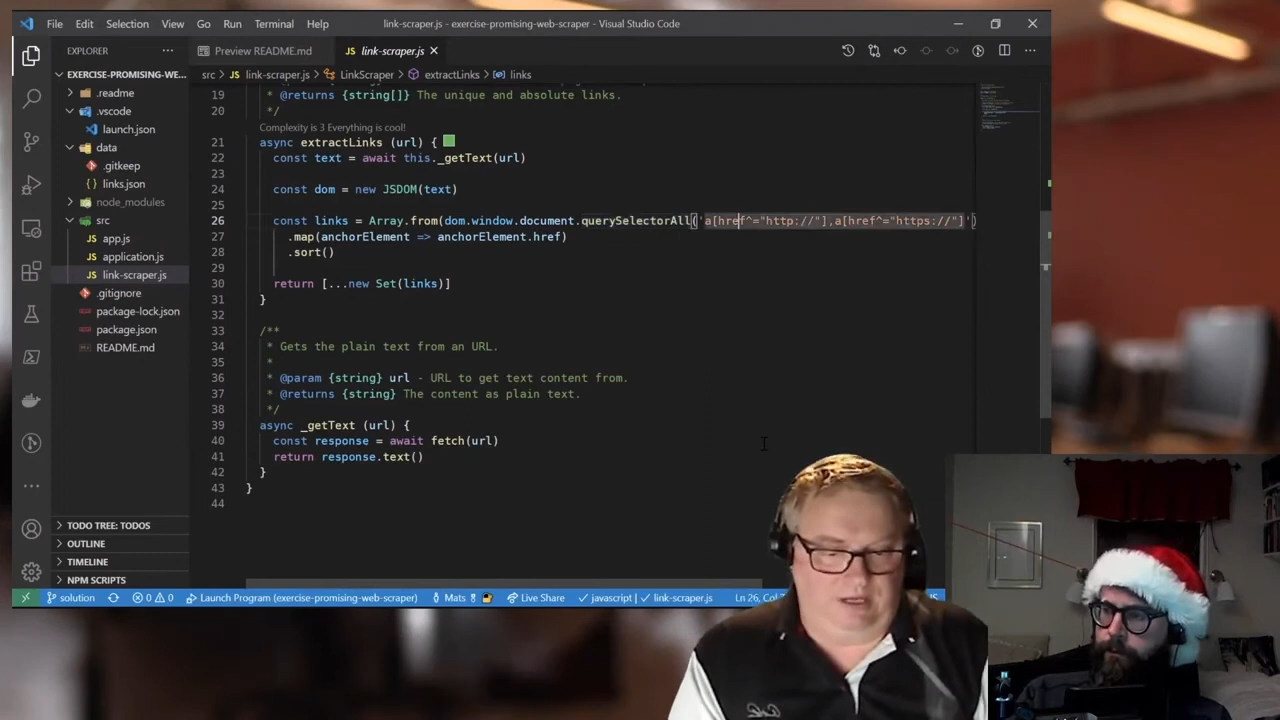 File Edit Selection View Go Run Terminal Help link-scraper.js - exercise-promising-web-scraper - Visual Studio Code
EXPLORER
Preview README.md
JS link-scraper.js
EXERCISE-PROMISING-WE...
src > JS link-scraper.js > LinkScraper > extractLinks > links
.readme
.vscode
launch.json
data
.gitkeep
links.json
node_modules
src
JS app.js
JS application.js
JS link-scraper.js
.gitignore
package-lock.json
package.json
README.md
TODO TREE: TODOS
OUTLINE
TIMELINE
NPM SCRIPTS
19 * @returns {string[]} The unique and absolute links.
20 */
Complexity is 3 Everything is cool!
21 async extractLinks (url) {
22 const text = await this._getText(url)
23
24 const dom = new JSDOM(text)
25
26 const links = Array.from(dom.window.document.querySelectorAll('a[href^="http://"],a[href^="https://"]')
27 .map(anchorElement => anchorElement.href)
28 .sort()
29
30 return [...new Set(links)]
31 }
32
33 /**
34 * Gets the plain text from an URL.
35 *
36 * @param {string} url - URL to get text content from.
37 * @returns {string} The content as plain text.
38 */
39 async _getText (url) {
40 const response = await fetch(url)
41 return response.text()
42 }
43 }
44
solution 0 0 Launch Program (exercise-promising-web-scraper) Mats Live Share javascript | link-scraper.js Ln 26, Col